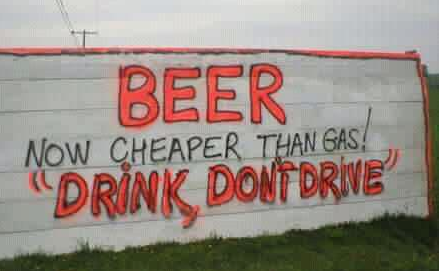 BEER
NOW CHEAPER THAN GAS!
"DRINK, DON'T DRIVE"